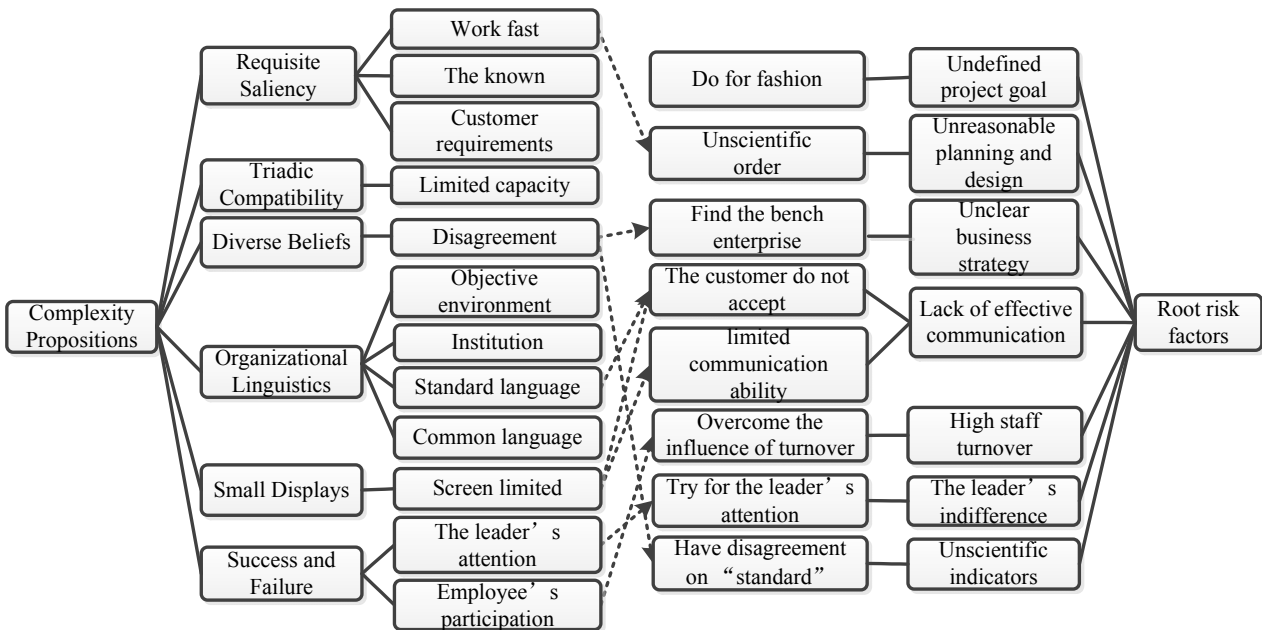 Complexity
Propositions
Requisite
Saliency
Triadic
Compatibility
Diverse Beliefs
Organizational
Linguistics
Small Displays
Success and
Failure
Work fast
The known
Customer
requirements
Limited capacity
Disagreement
Objective
environment
Institution
Standard language
Common language
Screen limited
The leader’s
attention
Employee’s
participation
Do for fashion
Unscientific
order
Find the bench
enterprise
The customer do not
accept
limited
communication
ability
Overcome the
influence of turnover
Try for the leader’s
attention
Have disagreement
on “standard”
Undefined
project goal
Unreasonable
planning and
design
Unclear
business
strategy
Lack of effective
communication
High staff
turnover
The leader’s
indifference
Unscientific
indicators
Root risk
factors